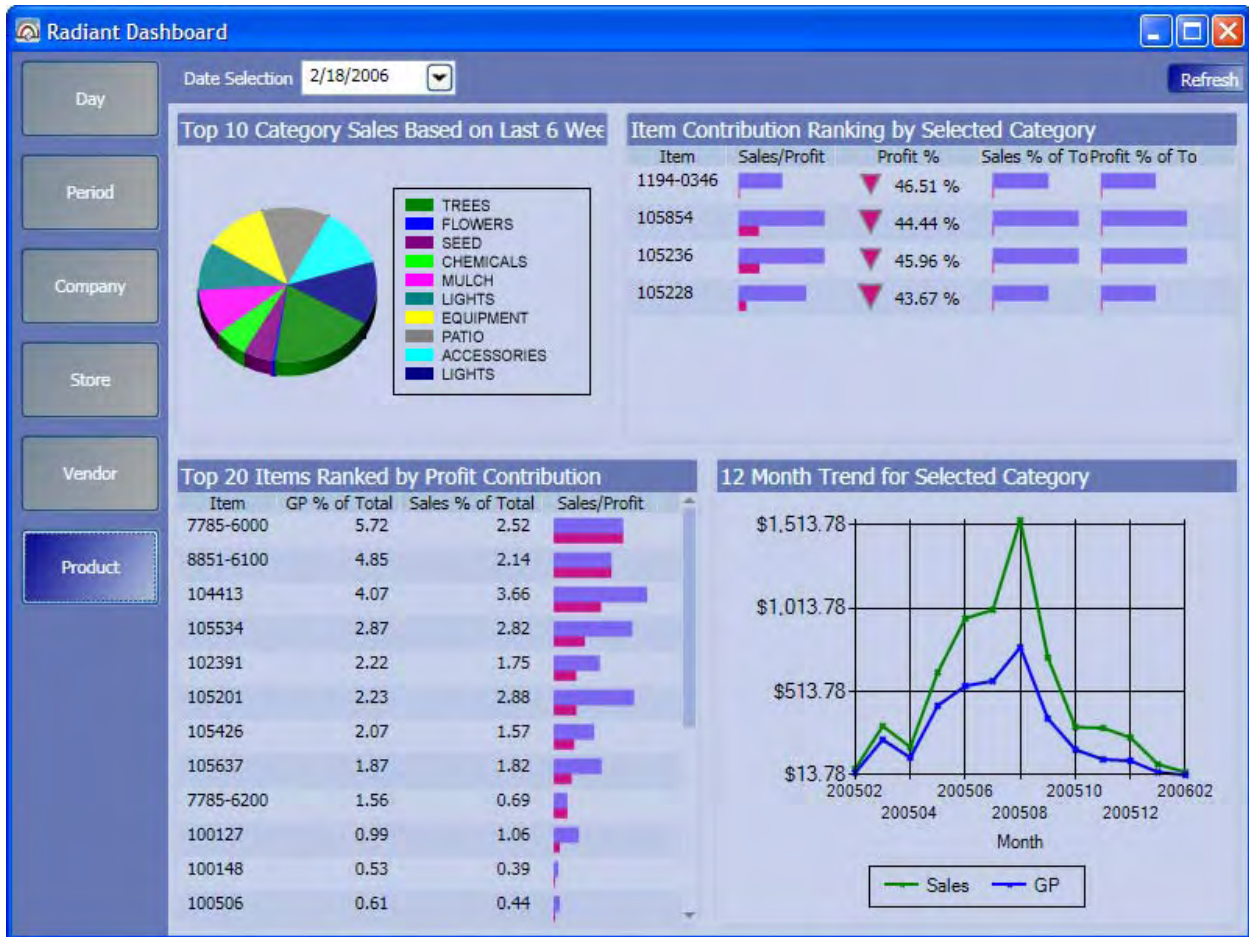 Radiant Dashboard
Day
Period
Company
Store
Vendor
Product
Date Selection 2/18/2006
Refresh
Top 10 Category Sales Based on Last 6 Wee
TREES
FLOWERS
SEED
CHEMICALS
MULCH
LIGHTS
EQUIPMENT
PATIO
ACCESSORIES
LIGHTS
Item Contribution Ranking by Selected Category
Item Sales/Profit Profit % Sales % of To Profit % of To
1194-0346 46.51 %
105854 44.44 %
105236 45.96 %
105228 43.67 %
Top 20 Items Ranked by Profit Contribution
Item GP % of Total Sales % of Total Sales/Profit
7785-6000 5.72 2.52
8851-6100 4.85 2.14
104413 4.07 3.66
105534 2.87 2.82
102391 2.22 1.75
105201 2.23 2.88
105426 2.07 1.57
105637 1.87 1.82
7785-6200 1.56 0.69
100127 0.99 1.06
100148 0.53 0.39
100506 0.61 0.44
12 Month Trend for Selected Category
$1,513.78
$1,013.78
$513.78
$13.78
200502 200506 200510 200602
200504 200508 200512
Month
Sales GP